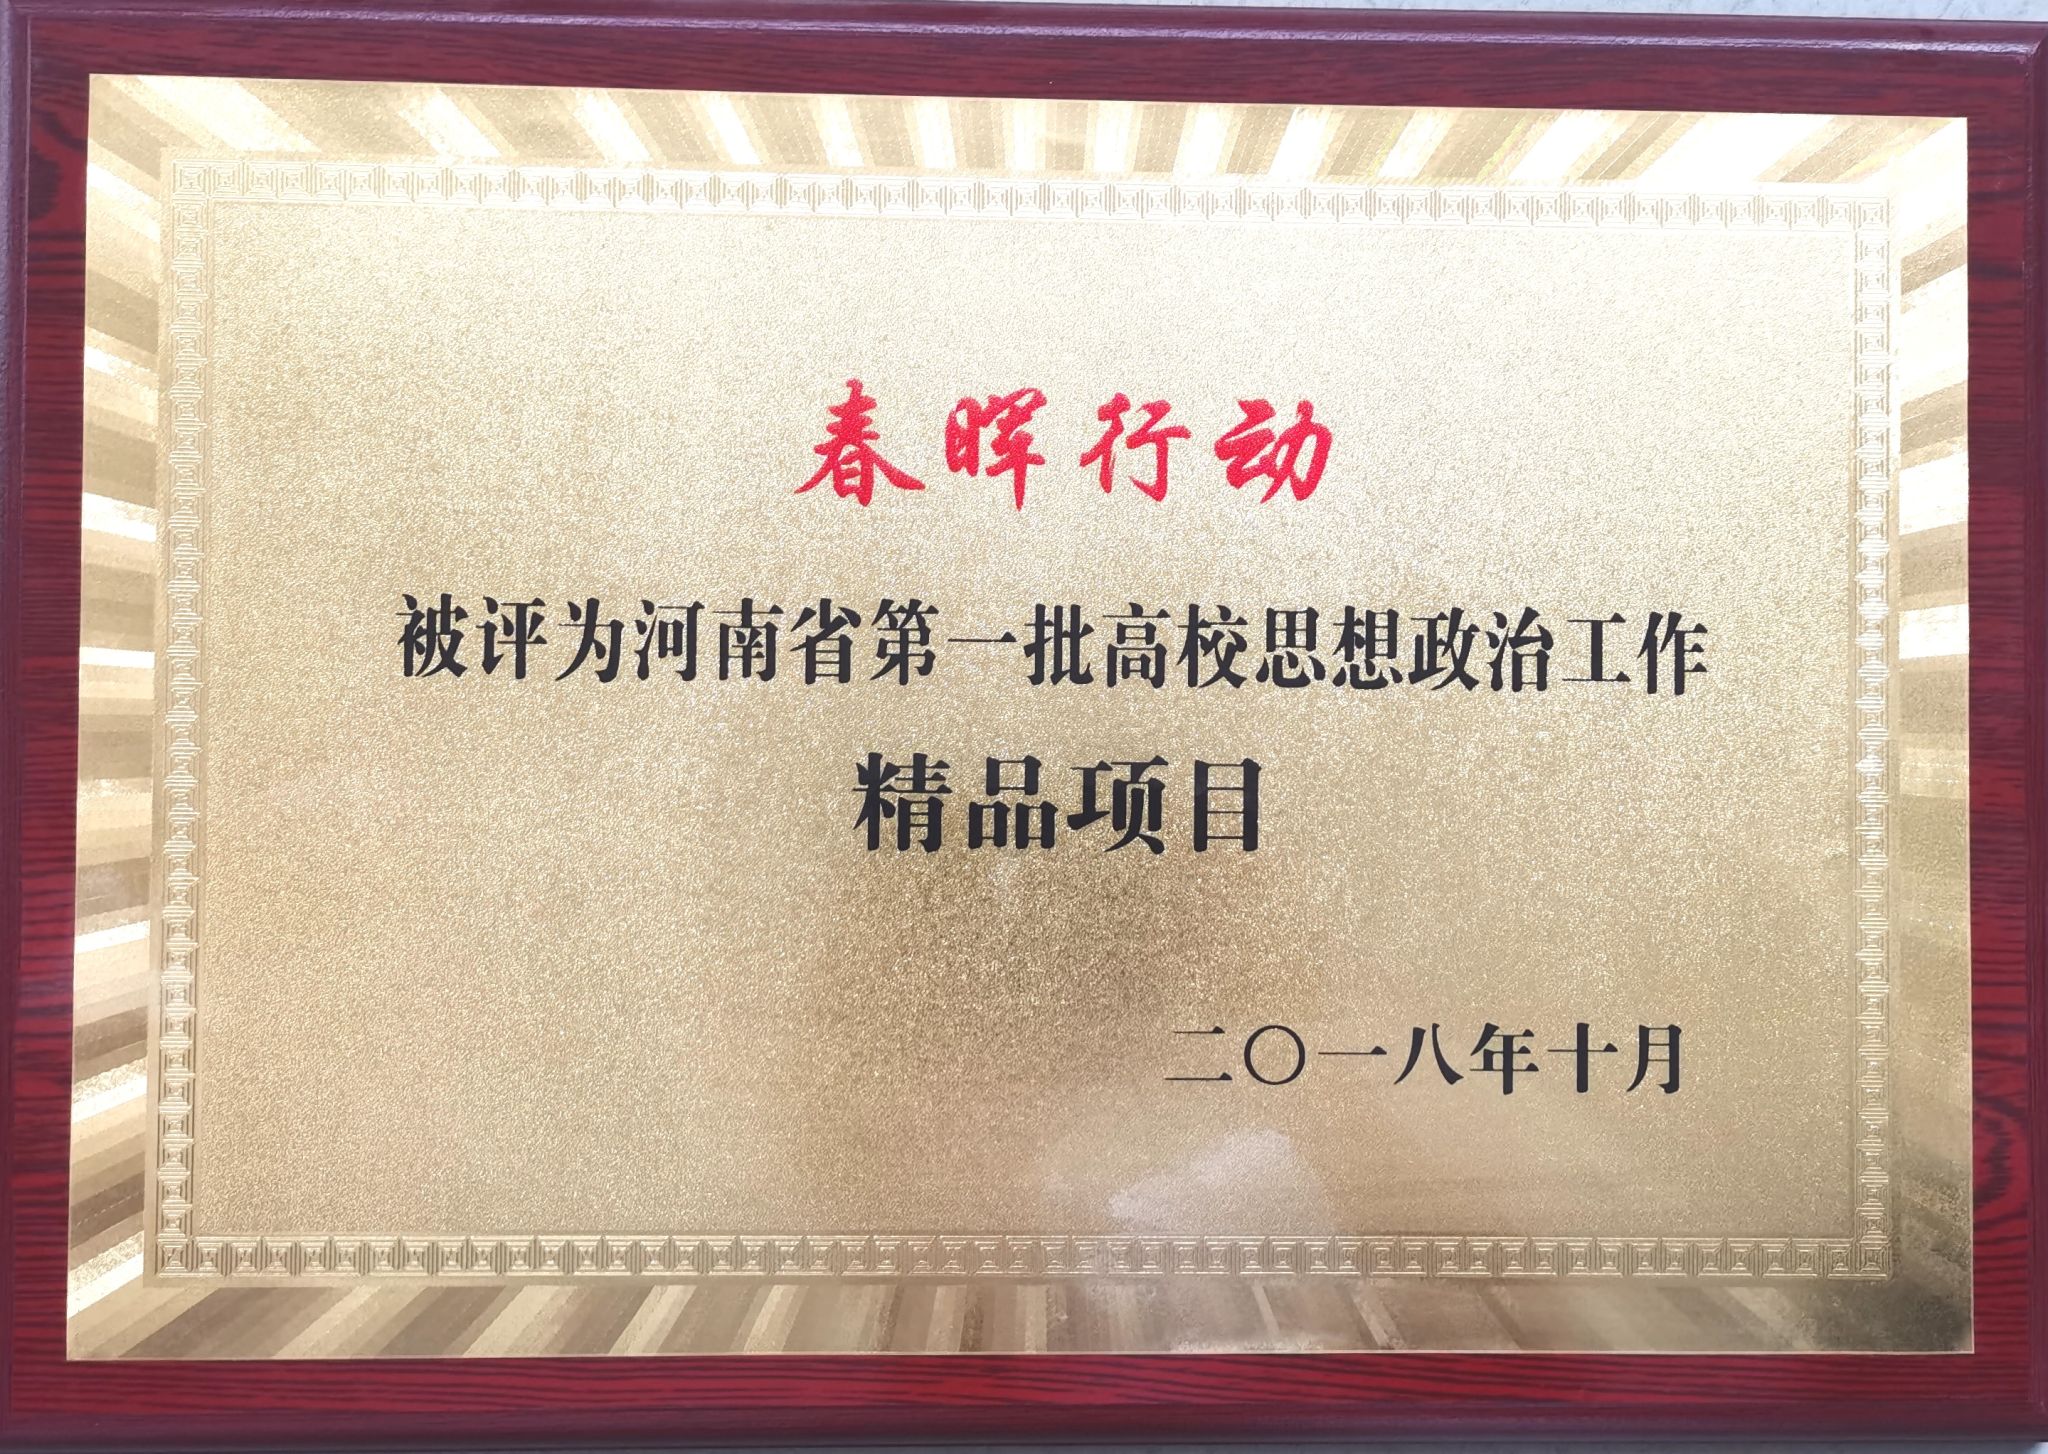 春晖行动
被评为河南省第一批高校思想政治工作
精品项目
二〇一八年十月